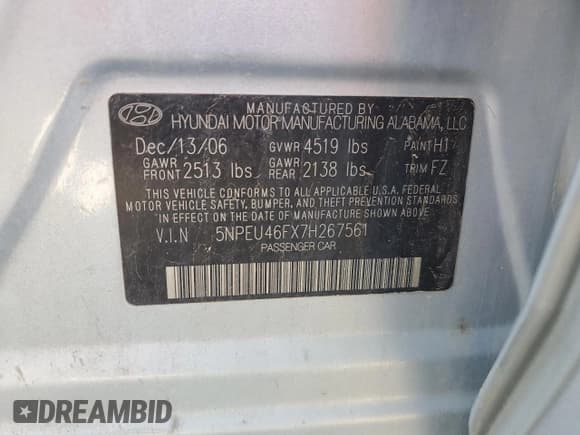 MANUFACTURED BY
HYUNDAI MOTOR MANUFACTURING ALABAMA, LLC
Dec/13/06 GVWR 4519 lbs PAINT H1
GAWR FRONT 2513 lbs GAWR REAR 2138 lbs TRIM FZ
THIS VEHICLE CONFORMS TO ALL APPLICABLE U.S.A. FEDERAL
MOTOR VEHICLE SAFETY, BUMPER, AND THEFT PREVENTION STANDARDS
IN EFFECT ON THE DATE OF MANUFACTURE SHOWN ABOVE.
V.I.N 5NPEU46FX7H267561
PASSENGER CAR
DREAMBID